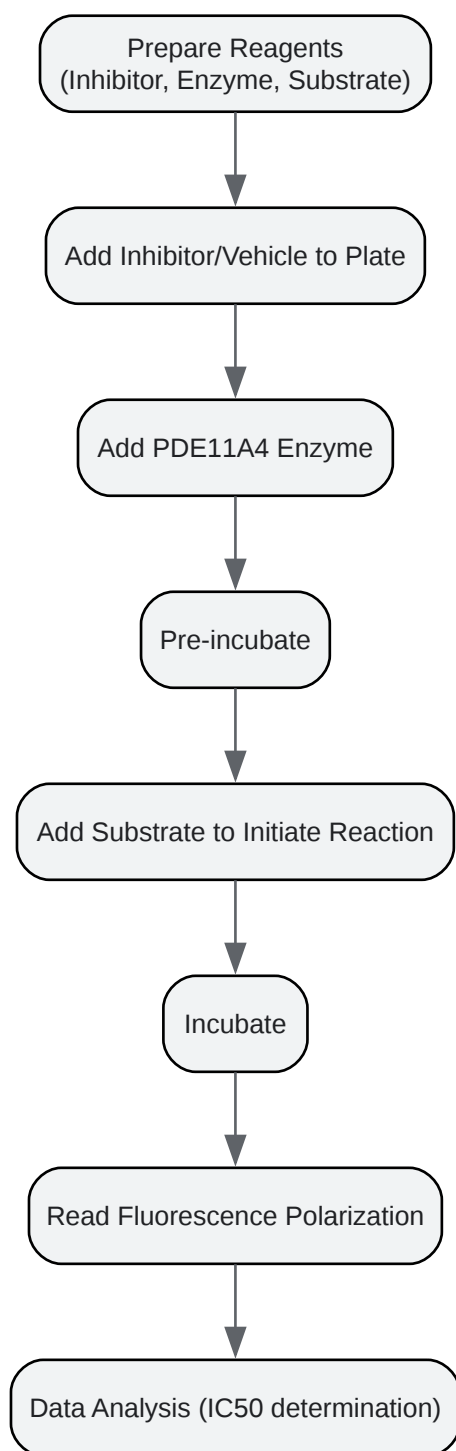 Prepare Reagents
(Inhibitor, Enzyme, Substrate)
Add Inhibitor/Vehicle to Plate
Add PDE11A4 Enzyme
Pre-incubate
Add Substrate to Initiate Reaction
Incubate
Read Fluorescence Polarization
Data Analysis (IC50 determination)